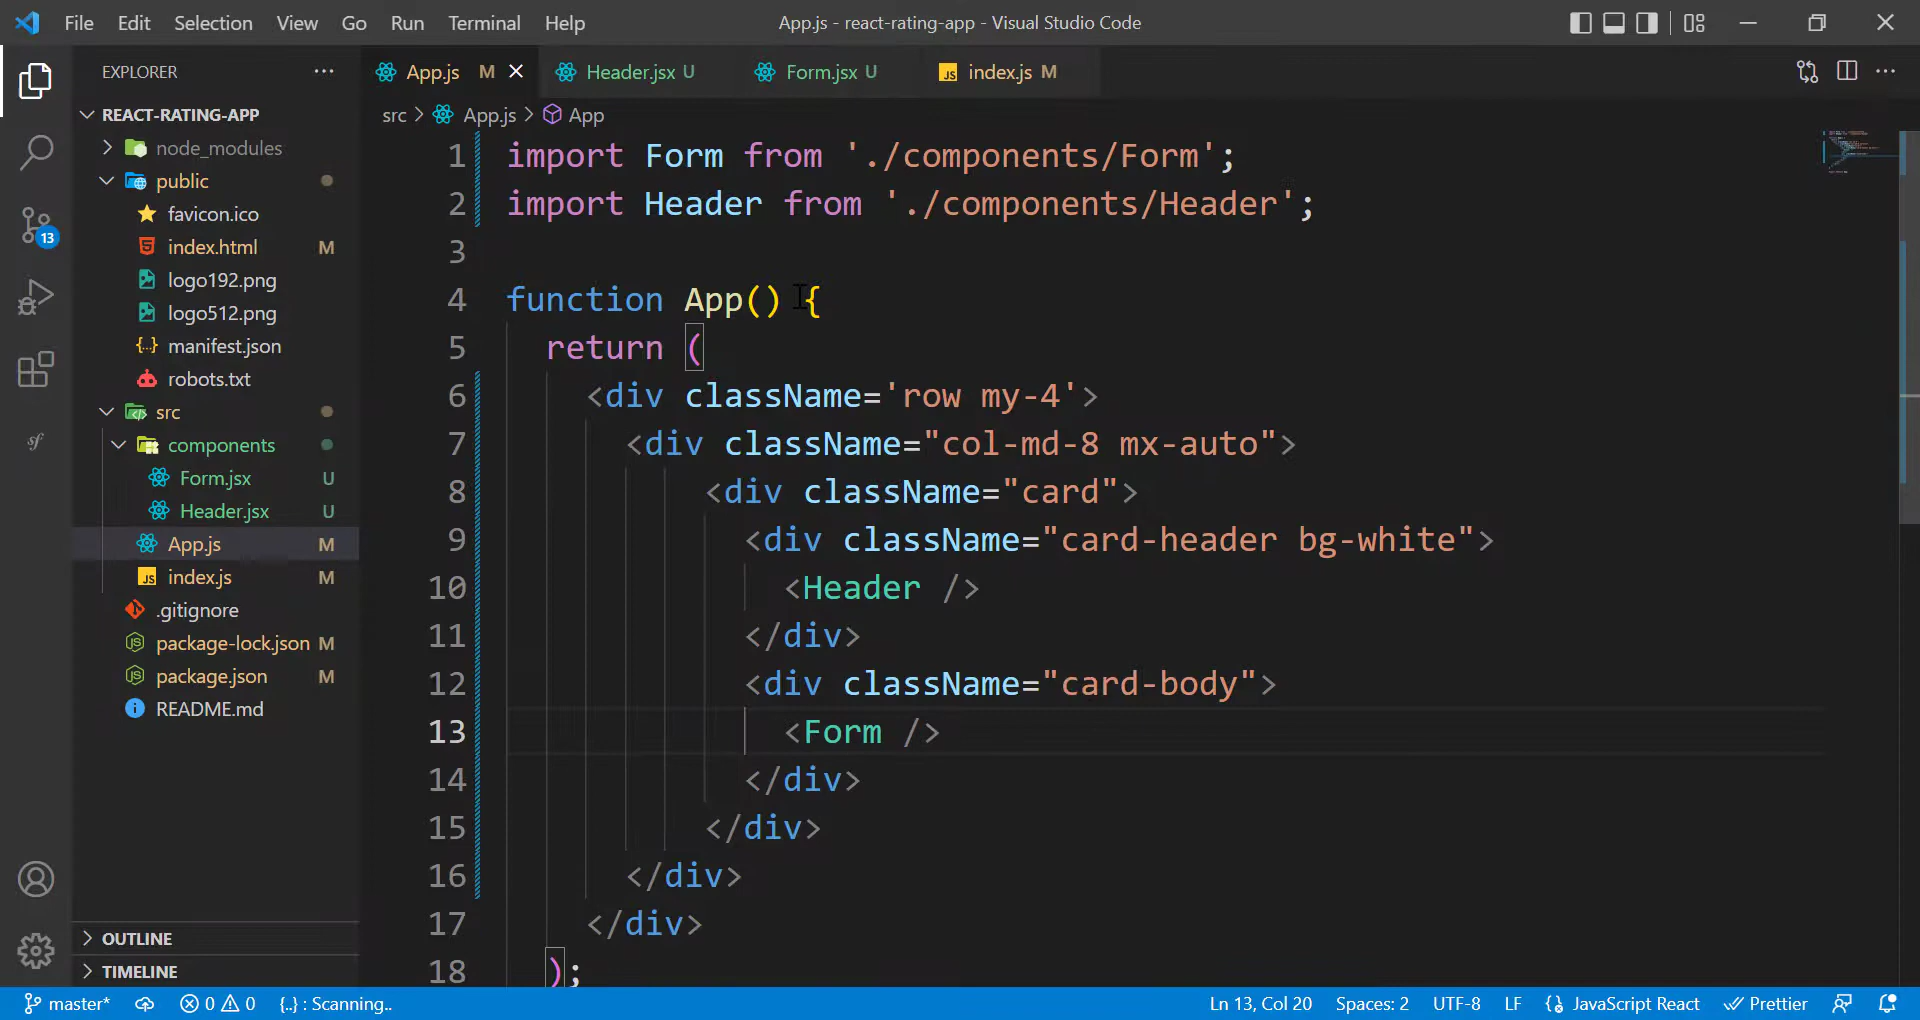 File Edit Selection View Go Run Terminal Help App.js - react-rating-app - Visual Studio Code
EXPLORER
REACT-RATING-APP
node_modules
public
favicon.ico
index.html M
logo192.png
logo512.png
manifest.json
robots.txt
src
components
Form.jsx U
Header.jsx U
App.js M
index.js M
.gitignore
package-lock.json M
package.json M
README.md
OUTLINE
TIMELINE
13
App.js M Header.jsx U Form.jsx U index.js M
src > App.js > App
1 import Form from './components/Form';
2 import Header from './components/Header';
3
4 function App() {
5 return (
6 <div className='row my-4'>
7 <div className="col-md-8 mx-auto">
8 <div className="card">
9 <div className="card-header bg-white">
10 <Header />
11 </div>
12 <div className="card-body">
13 <Form />
14 </div>
15 </div>
16 </div>
17 </div>
18 );
master* 0 0 {..} : Scanning.. Ln 13, Col 20 Spaces: 2 UTF-8 LF JavaScript React Prettier